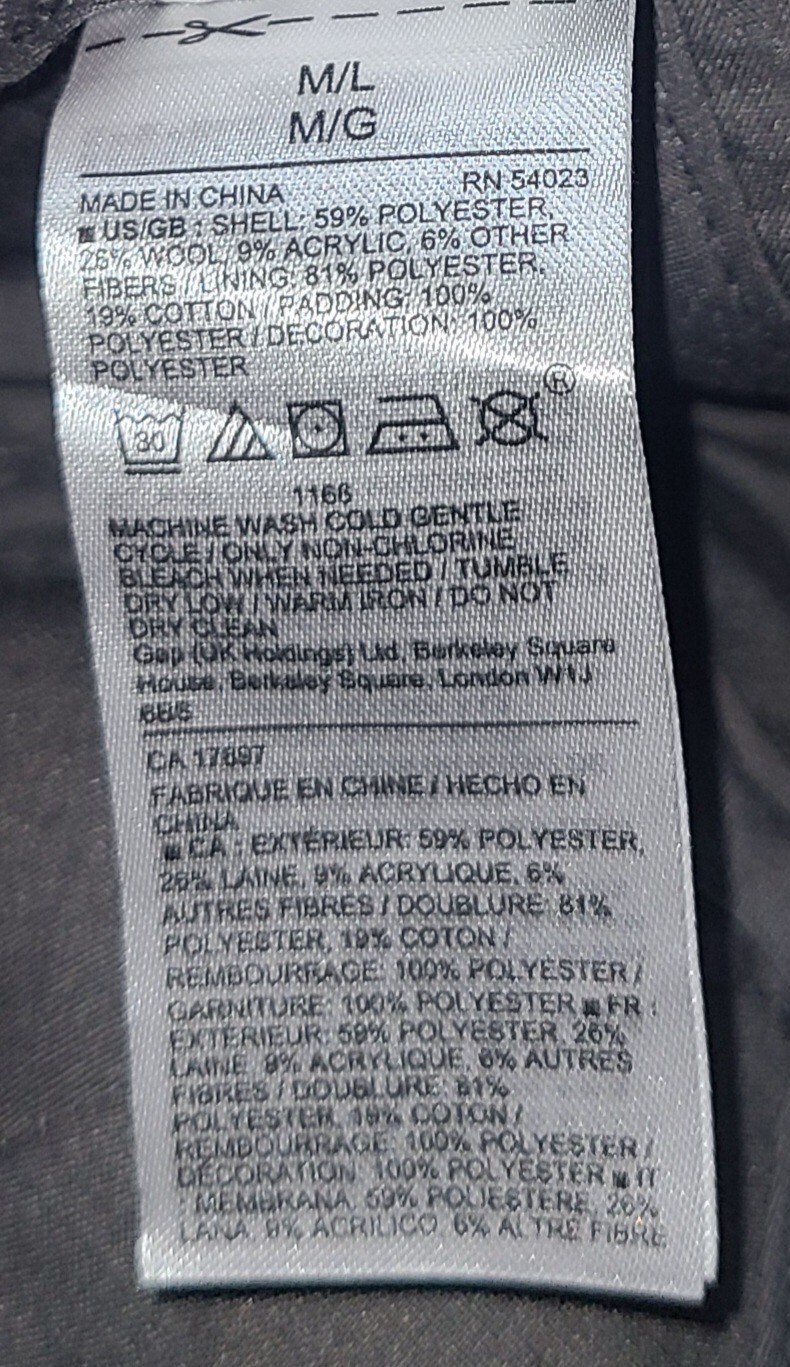 M/L
M/G
MADE IN CHINA RN 54023
US/GB : SHELL: 59% POLYESTER,
26% WOOL, 9% ACRYLIC, 6% OTHER
FIBERS / LINING: 81% POLYESTER,
19% COTTON / PADDING: 100%
POLYESTER / DECORATION: 100%
POLYESTER
30
®
1166
MACHINE WASH COLD GENTLE
CYCLE / ONLY NON-CHLORINE
BLEACH WHEN NEEDED / TUMBLE
DRY LOW / WARM IRON / DO NOT
DRY CLEAN
Gap (UK Holdings) Ltd, Berkeley Square
House, Berkeley Square, London W1J
CA 17897
FABRIQUE EN CHINE / HECHO EN
CHINA
CA : EXTÉRIEUR: 59% POLYESTER,
26% LAINE, 9% ACRYLIQUE, 6%
AUTRES FIBRES / DOUBLURE: 81%
POLYESTER, 19% COTON /
REMBOURRAGE: 100% POLYESTER /
GARNITURE: 100% POLYESTER FR :
EXTÉRIEUR: 59% POLYESTER, 26%
LAINE, 9% ACRYLIQUE, 6% AUTRES
FIBRES / DOUBLURE: 81%
POLYESTER, 19% COTON /
REMBOURRAGE: 100% POLYESTER /
DÉCORATION: 100% POLYESTER IT
: MEMBRANA: 59% POLIESTERE, 26%
LANA, 9% ACRILICO, 6% ALTRE FIBRE